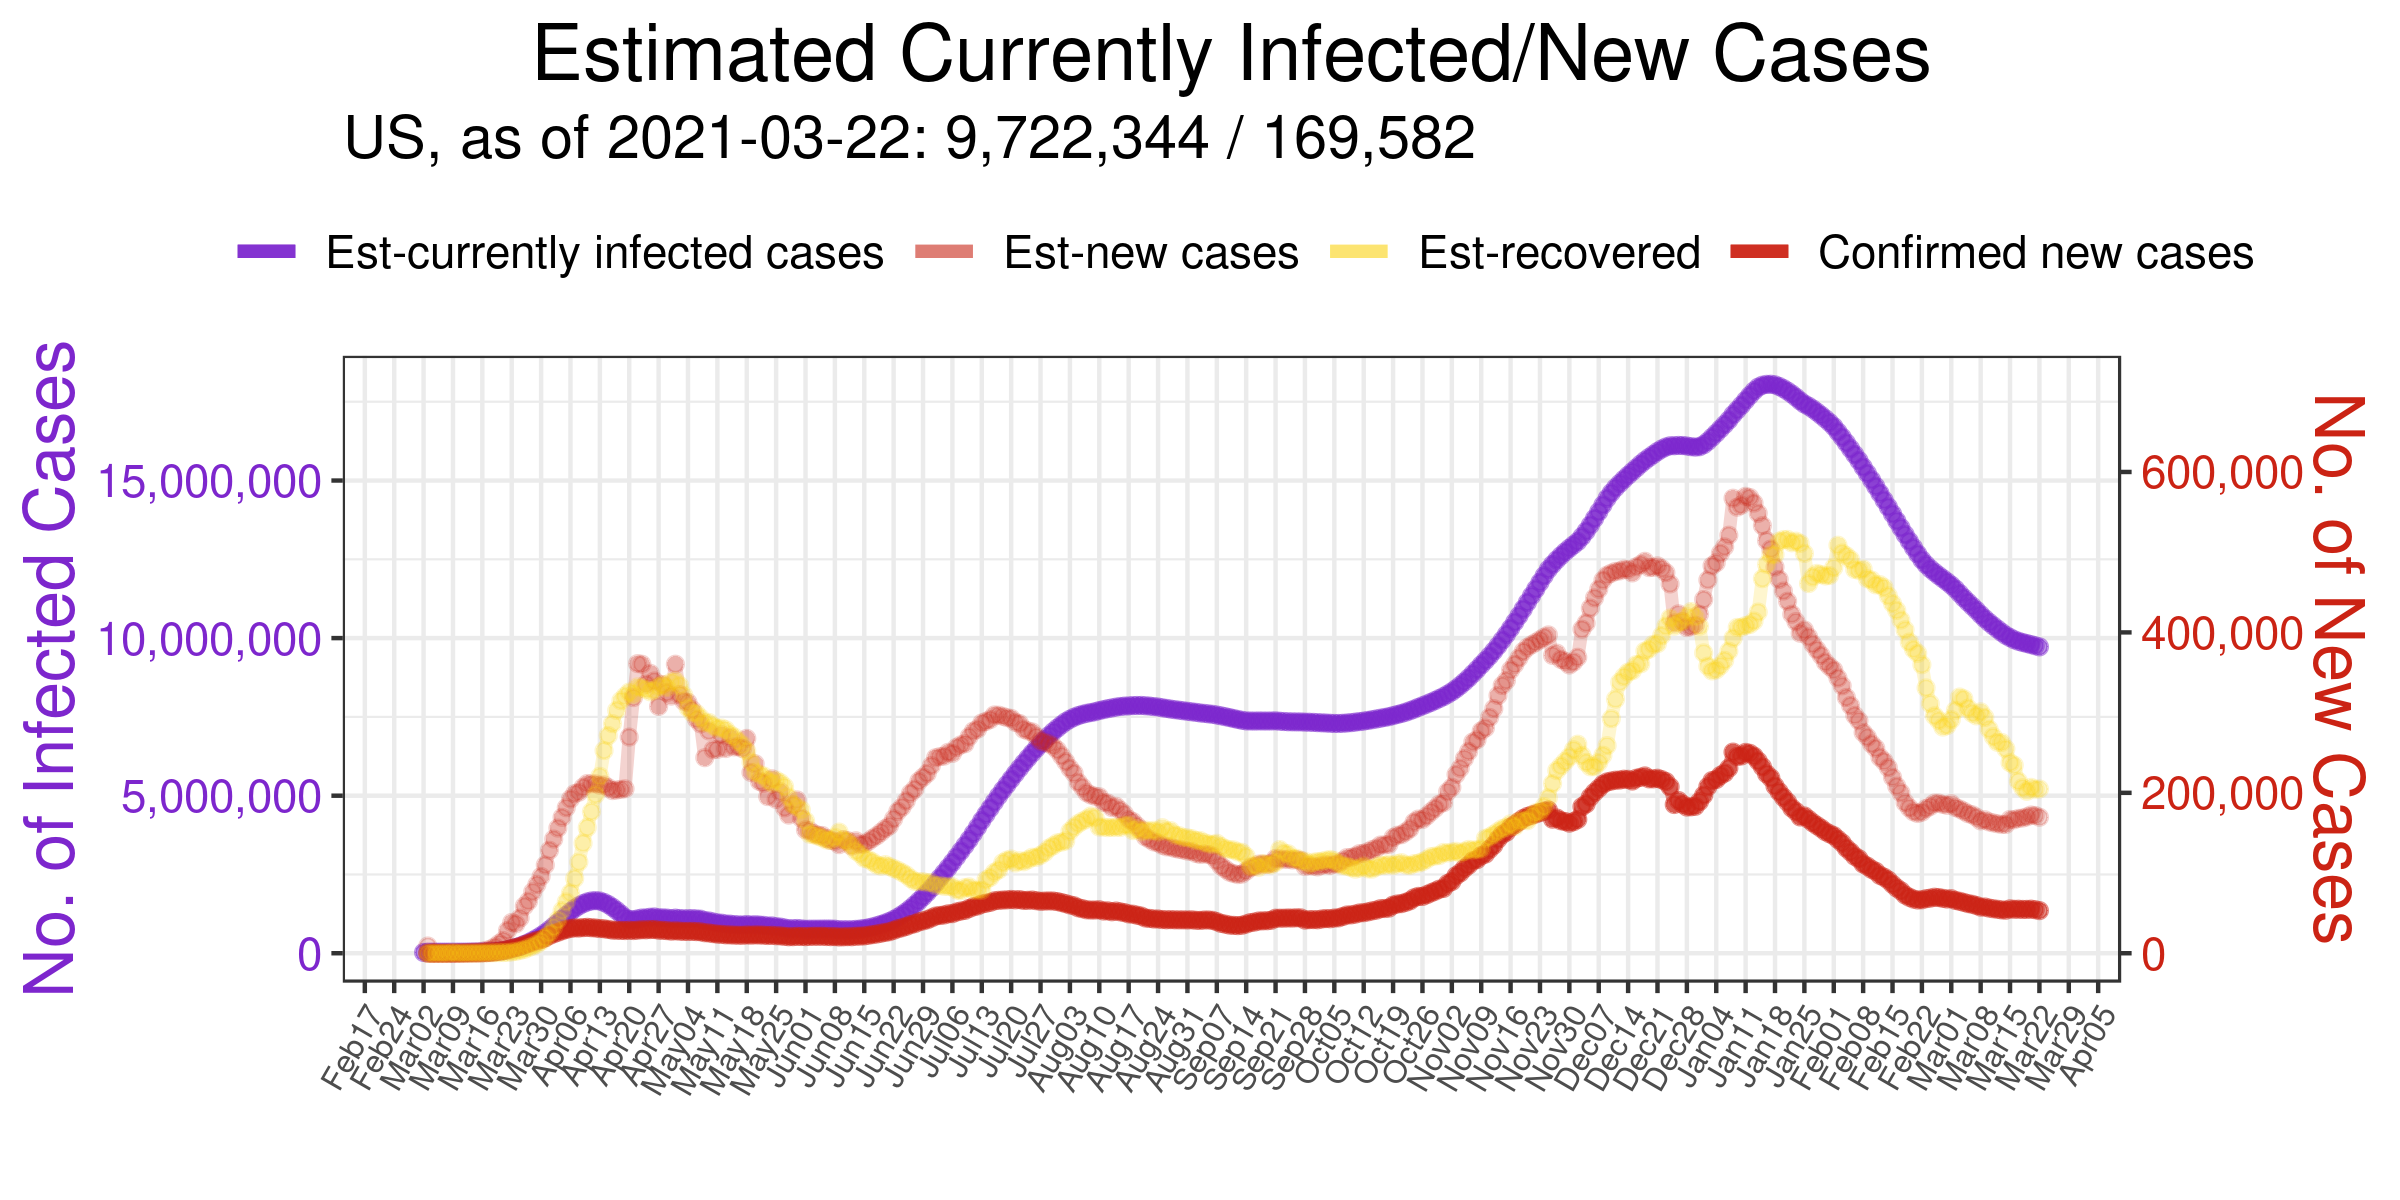 Estimated Currently Infected/New Cases
US, as of 2021-03-22: 9,722,344 / 169,582
Est-currently infected cases
Est-new cases
Est-recovered
Confirmed new cases
No. of Infected Cases
15,000,000
10,000,000
5,000,000
0
No. of New Cases
600,000
400,000
200,000
0
Feb17
Feb24
Mar02
Mar09
Mar16
Mar23
Mar30
Apr06
Apr13
Apr20
Apr27
May04
May11
May18
May25
Jun01
Jun08
Jun15
Jun22
Jun29
Jul06
Jul13
Jul20
Jul27
Aug03
Aug10
Aug17
Aug24
Aug31
Sep07
Sep14
Sep21
Sep28
Oct05
Oct12
Oct19
Oct26
Nov02
Nov09
Nov16
Nov23
Nov30
Dec07
Dec14
Dec21
Dec28
Jan04
Jan11
Jan18
Jan25
Feb01
Feb08
Feb15
Feb22
Mar01
Mar08
Mar15
Mar22
Mar29
Apr05